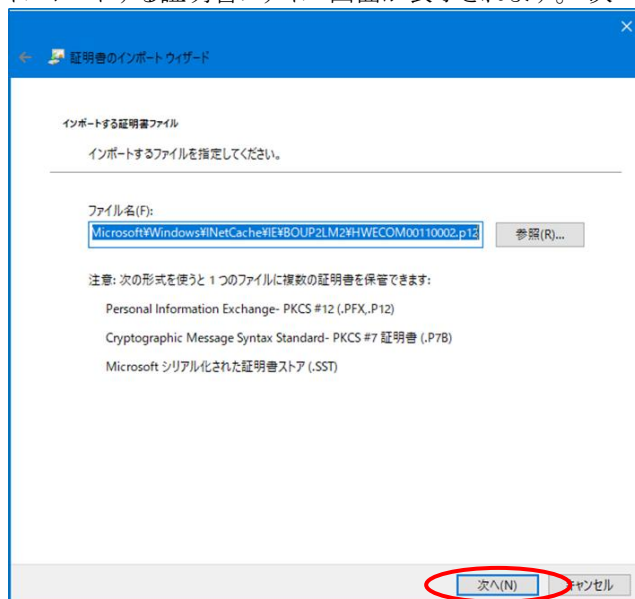 証明書のインポート ウィザード
インポートする証明書ファイル
インポートするファイルを指定してください。
ファイル名(F):
Microsoft¥Windows¥INetCache¥IE¥BOUP2LM2¥HWECOM00110002.p12
参照(R)...
注意: 次の形式を使うと 1 つのファイルに複数の証明書を保管できます:
Personal Information Exchange- PKCS #12 (.PFX,.P12)
Cryptographic Message Syntax Standard- PKCS #7 証明書 (.P7B)
Microsoft シリアル化された証明書ストア (.SST)
次へ(N)
キャンセル